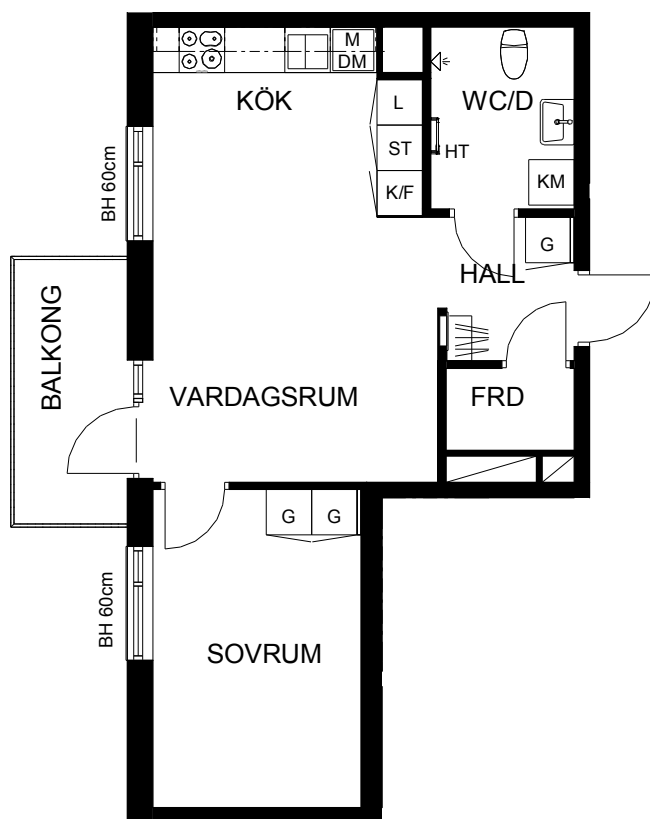 M
DM
KÖK
L
ST
K/F
WC/D
HT
KM
G
HALL
BH 60cm
BALKONG
VARDAGSRUM
FRD
G
G
BH 60cm
SOVRUM